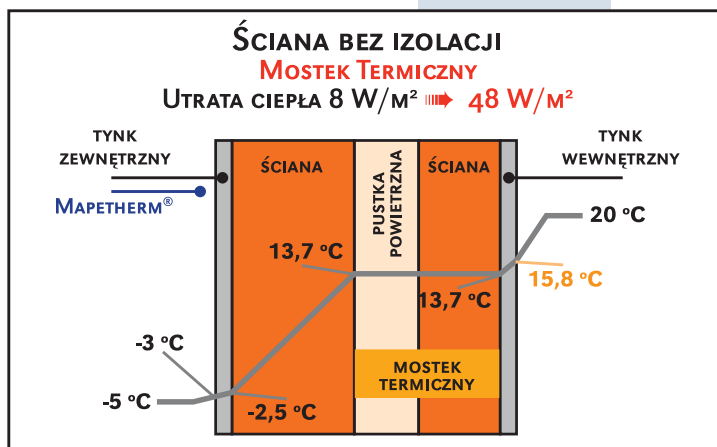 Ściana bez izolacji
Mostek Termiczny
Utrata ciepła 8 W/m² 48 W/m²
TYNK
ZEWNĘTRZNY
Mapetherm®
ŚCIANA
PUSTKA
POWIETRZNA
ŚCIANA
TYNK
WEWNĘTRZNY
20 °C
13,7 °C
15,8 °C
13,7 °C
-3 °C
MOSTEK
TERMICZNY
-5 °C
-2,5 °C